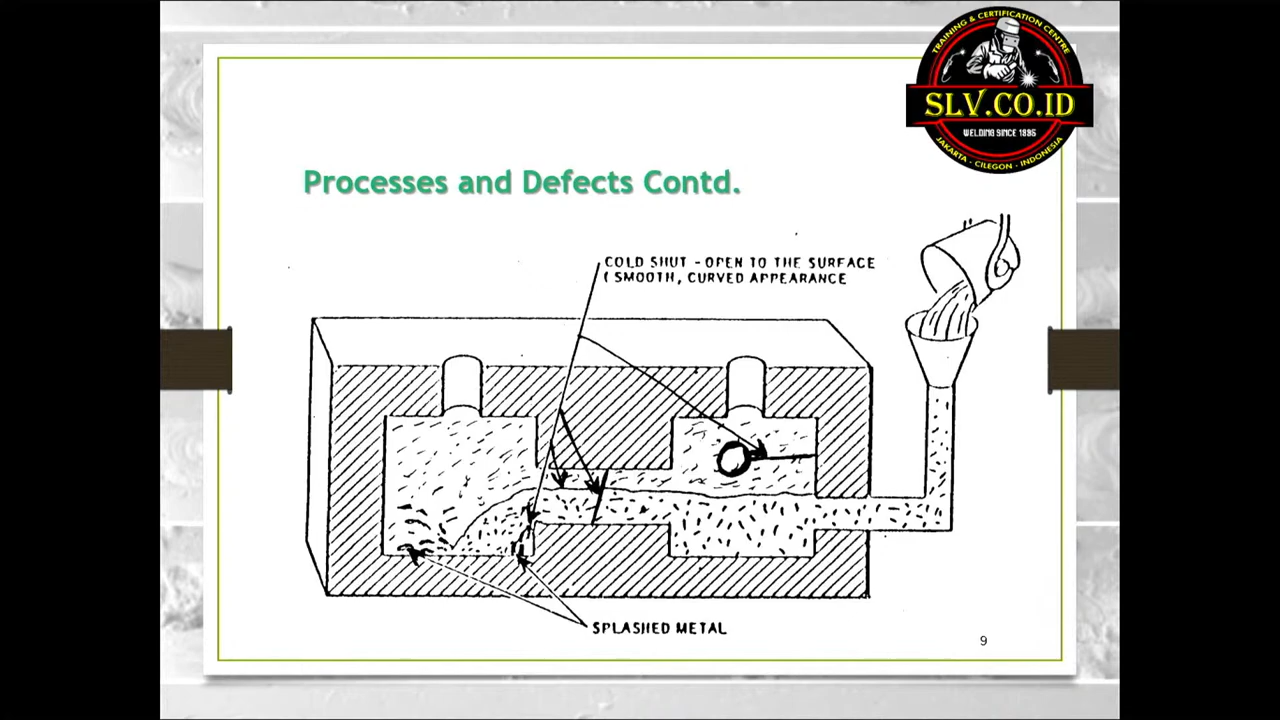 TRAINING & CERTIFICATION CENTRE
SLV.CO.ID
WELDING SINCE 1995
JAKARTA - CILEGON - INDONESIA
Processes and Defects Contd.
COLD SHUT - OPEN TO THE SURFACE
( SMOOTH, CURVED APPEARANCE
SPLASHED METAL
9